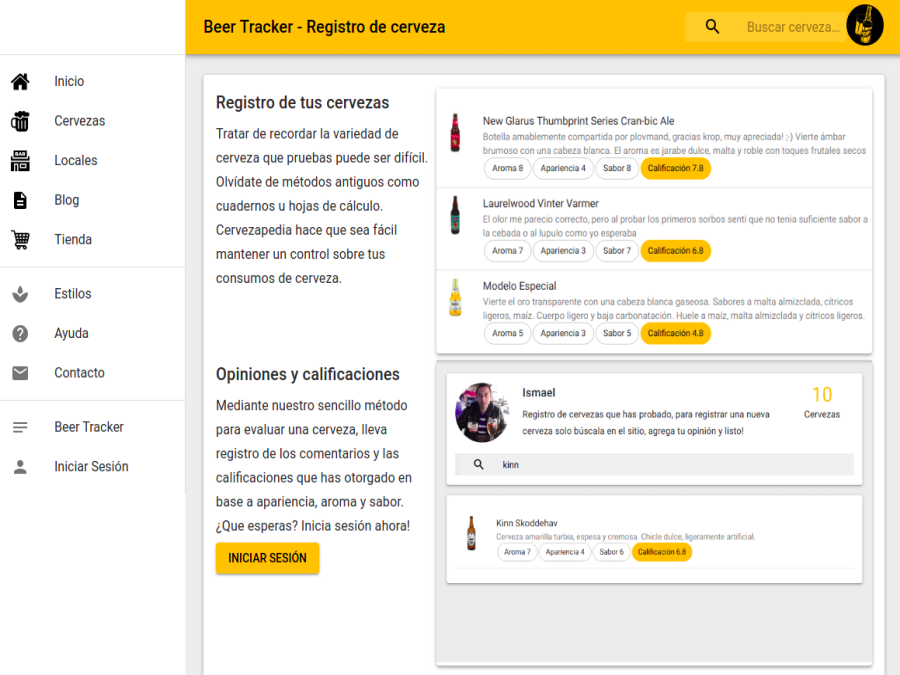 Beer Tracker - Registro de cerveza
Buscar cerveza...
Inicio
Cervezas
BAR
Locales
Blog
Tienda
Estilos
Ayuda
Contacto
Beer Tracker
Iniciar Sesión
Registro de tus cervezas
Tratar de recordar la variedad de
cerveza que pruebas puede ser difícil.
Olvídate de métodos antiguos como
cuadernos u hojas de cálculo.
Cervezapedia hace que sea fácil
mantener un control sobre tus
consumos de cerveza.
New Glarus Thumbprint Series Cran-bic Ale
Botella amablemente compartida por plovmand, gracias krop, muy apreciada! ;-) Vierte ámbar
brumoso con una cabeza blanca. El aroma es jarabe dulce, malta y roble con toques frutales secos
Aroma 8 Apariencia 4 Sabor 8 Calificación 7.8
Laurelwood Vinter Varmer
El olor me parecio correcto, pero al probar los primeros sorbos senti que no tenia suficiente sabor a
la cebada o al lupulo como yo esperaba
Aroma 7 Apariencia 3 Sabor 7 Calificación 6.8
Modelo Especial
Vierte el oro transparente con una cabeza blanca gaseosa. Sabores a malta almizclada, cítricos
ligeros, maíz. Cuerpo ligero y baja carbonatación. Huele a maíz, malta almizclada y cítricos ligeros.
Aroma 5 Apariencia 3 Sabor 5 Calificación 4.8
Opiniones y calificaciones
Mediante nuestro sencillo método
para evaluar una cerveza, lleva
registro de los comentarios y las
calificaciones que has otorgado en
base a apariencia, aroma y sabor.
¿Que esperas? Inicia sesión ahora!
INICIAR SESIÓN
Ismael
Registro de cervezas que has probado, para registrar una nueva
cerveza solo búscala en el sitio, agrega tu opinión y listo!
10
Cervezas
kinn
Kinn Skoddehav
Cerveza amarilla turbia, espesa y cremosa. Chicle dulce, ligeramente artificial.
Aroma 7 Apariencia 4 Sabor 6 Calificación 6.8